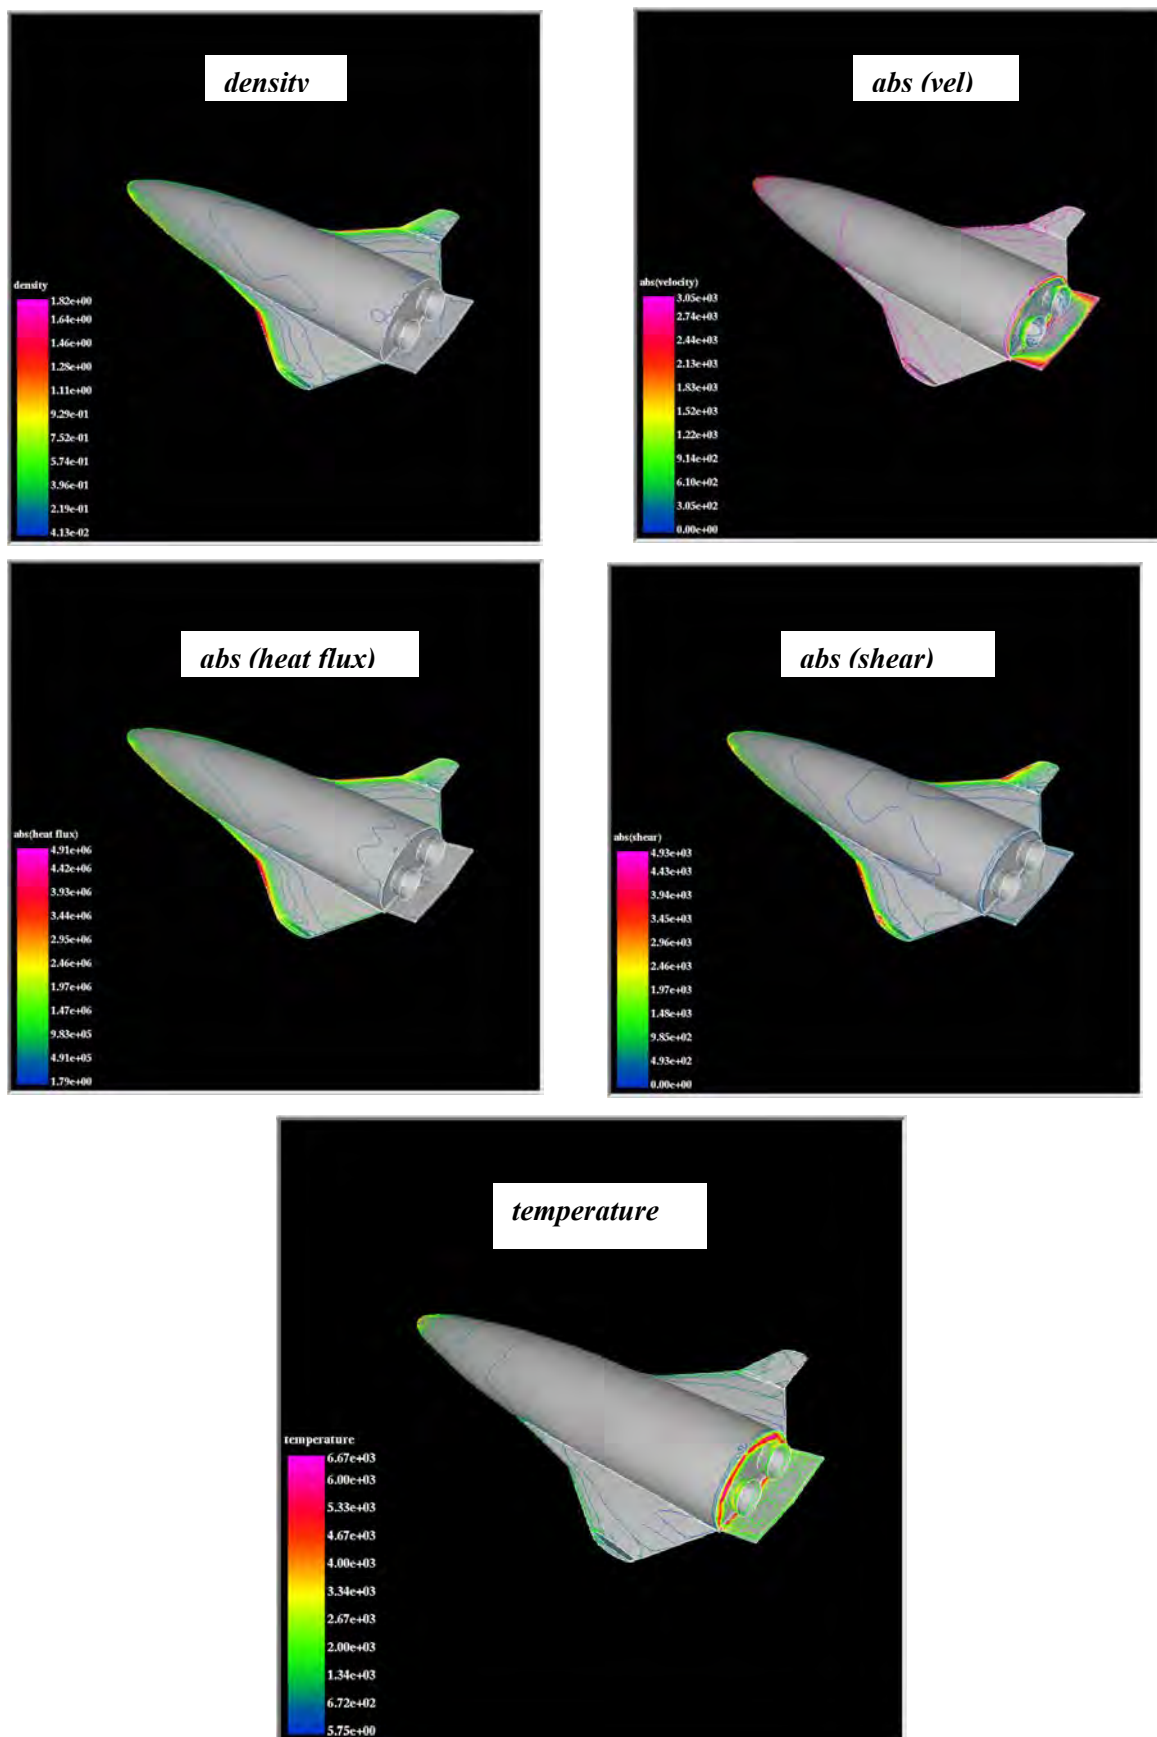 density
density
1.82e+00
1.64e+00
1.46e+00
1.28e+00
1.11e+00
9.29e-01
7.52e-01
5.74e-01
3.96e-01
2.19e-01
4.13e-02
abs (vel)
abs(velocity)
3.05e+03
2.74e+03
2.44e+03
2.13e+03
1.83e+03
1.52e+03
1.22e+03
9.14e+02
6.10e+02
3.05e+02
0.00e+00
abs (heat flux)
abs(heat flux)
4.91e+06
4.42e+06
3.93e+06
3.44e+06
2.95e+06
2.46e+06
1.97e+06
1.47e+06
9.83e+05
4.91e+05
1.79e+00
abs (shear)
abs(shear)
4.93e+03
4.43e+03
3.94e+03
3.45e+03
2.96e+03
2.46e+03
1.97e+03
1.48e+03
9.85e+02
4.93e+02
0.00e+00
temperature
temperature
6.67e+03
6.00e+03
5.33e+03
4.67e+03
4.00e+03
3.34e+03
2.67e+03
2.00e+03
1.34e+03
6.72e+02
5.75e+00